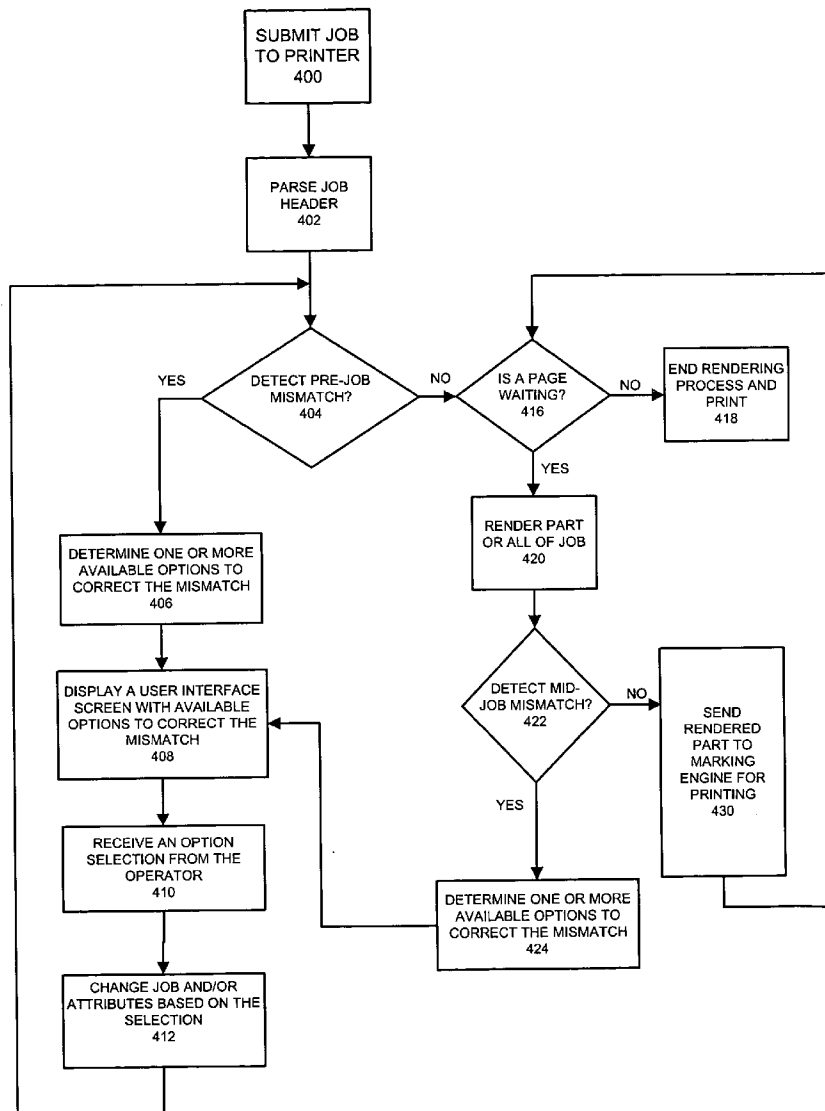 SUBMIT JOB
TO PRINTER
400
PARSE JOB
HEADER
402
YES
DETECT PRE-JOB
MISMATCH?
404
NO
IS A PAGE
WAITING?
416
NO
END RENDERING
PROCESS AND
PRINT
418
YES
DETERMINE ONE OR MORE
AVAILABLE OPTIONS TO
CORRECT THE MISMATCH
406
RENDER PART
OR ALL OF JOB
420
DISPLAY A USER INTERFACE
SCREEN WITH AVAILABLE
OPTIONS TO CORRECT THE
MISMATCH
408
DETECT MID-
JOB MISMATCH?
422
NO
SEND
RENDERED
PART TO
MARKING
ENGINE FOR
PRINTING
430
YES
RECEIVE AN OPTION
SELECTION FROM THE
OPERATOR
410
DETERMINE ONE OR MORE
AVAILABLE OPTIONS TO
CORRECT THE MISMATCH
424
CHANGE JOB AND/OR
ATTRIBUTES BASED ON THE
SELECTION
412